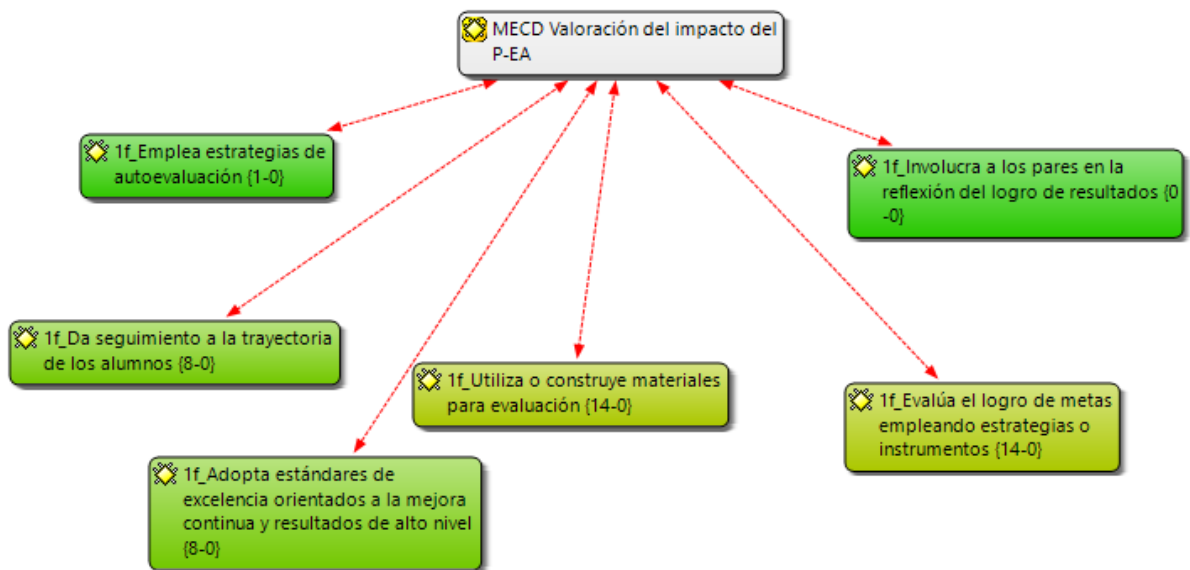 MECD Valoración del impacto del
P-EA
1f_Emplea estrategias de
autoevaluación {1-0}
1f_Involucra a los pares en la
reflexión del logro de resultados {0
-0}
1f_Da seguimiento a la trayectoria
de los alumnos {8-0}
1f_Utiliza o construye materiales
para evaluación {14-0}
1f_Evalúa el logro de metas
empleando estrategias o
instrumentos {14-0}
1f_Adopta estándares de
excelencia orientados a la mejora
continua y resultados de alto nivel
{8-0}